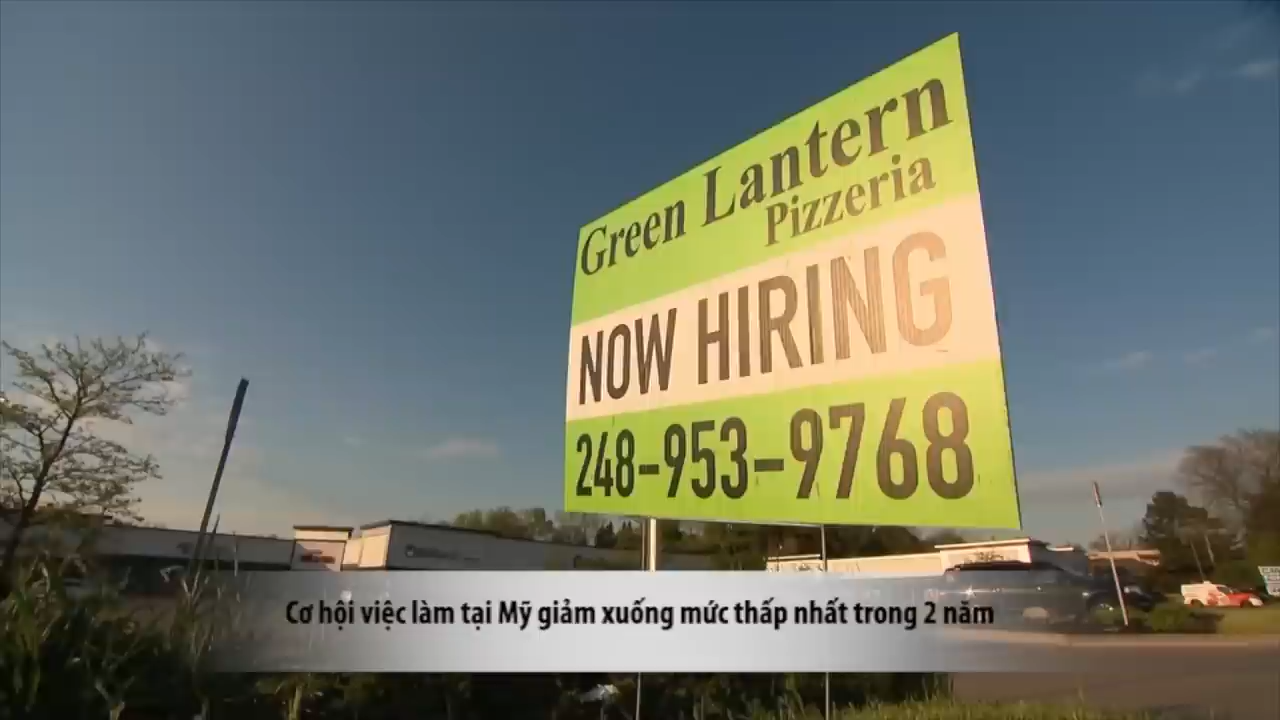 Green Lantern
Pizzeria
NOW HIRING
248-953-9768
Cơ hội việc làm tại Mỹ giảm xuống mức thấp nhất trong 2 năm